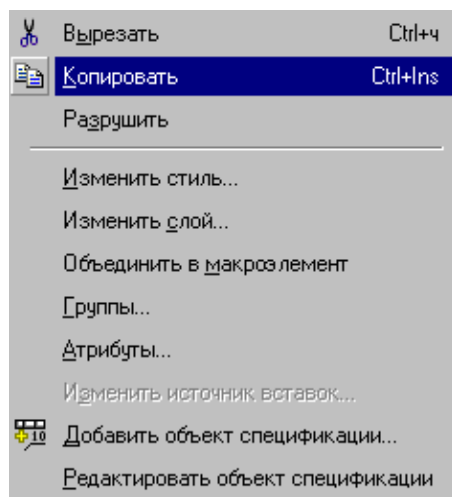 Вырезать Ctrl+ч
Копировать Ctrl+Ins
Разрушить
Изменить стиль...
Изменить слой...
Объединить в макроэлемент
Группы...
Атрибуты...
Изменить источник вставок...
10 Добавить объект спецификации...
Редактировать объект спецификации